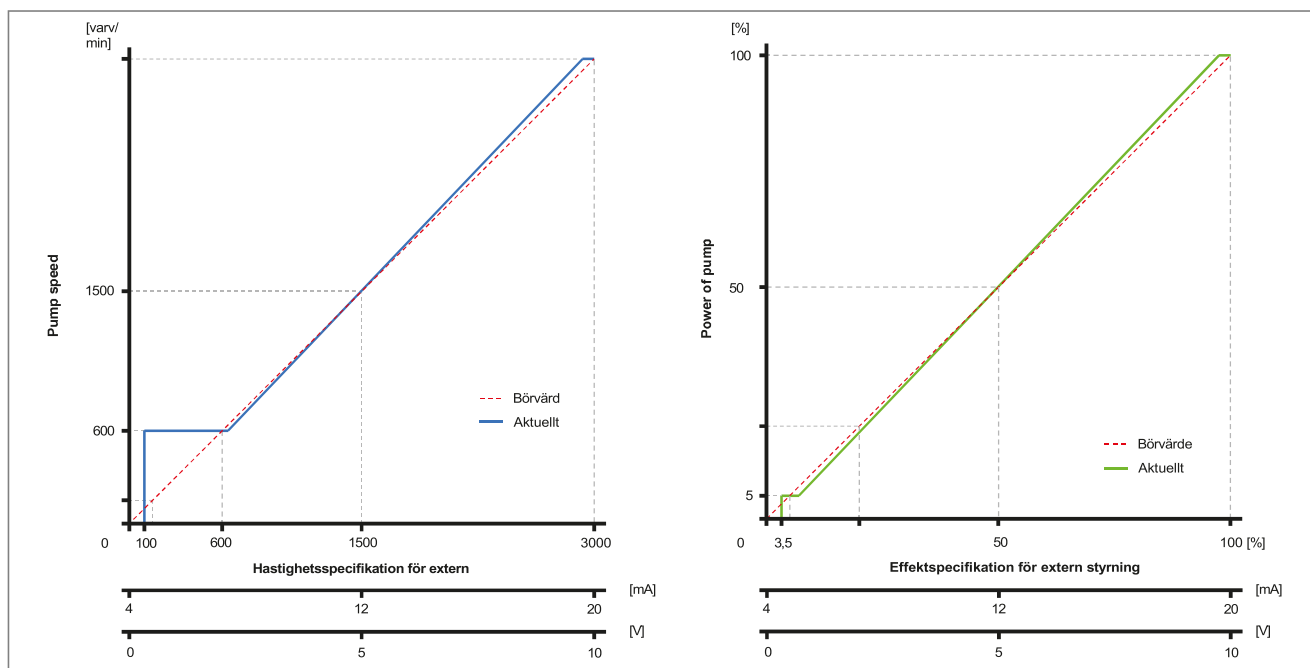 [varv/
min]
Pump speed
1500
600
0
100
600
1500
3000
Börvärd
Aktuellt
Hastighetsspecifikation för extern
4
12
20
[mA]
0
5
10
[V]
[%]
100
Power of pump
50
5
0
3,5
50
100 [%]
Börvärde
Aktuellt
Effektspecifikation för extern styrning
4
12
20
[mA]
0
5
10
[V]